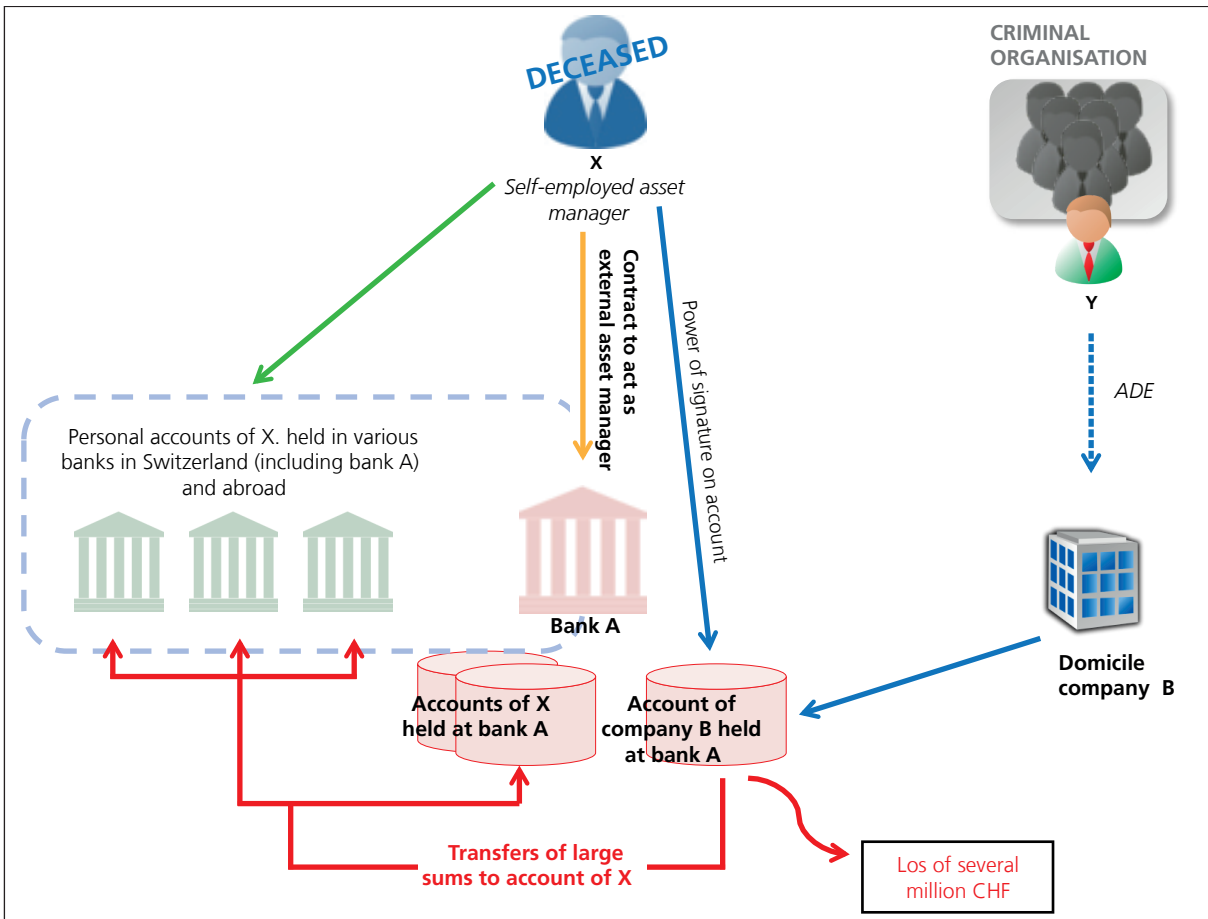 DECEASED
X
Self-employed asset
manager
CRIMINAL
ORGANISATION
Y
ADE
Contract to act as
external asset manager
Power of signature on account
Personal accounts of X. held in various
banks in Switzerland (including bank A)
and abroad
Bank A
Domicile
company B
Accounts of X
held at bank A
Account of
company B held
at bank A
Transfers of large
sums to account of X
Los of several
million CHF